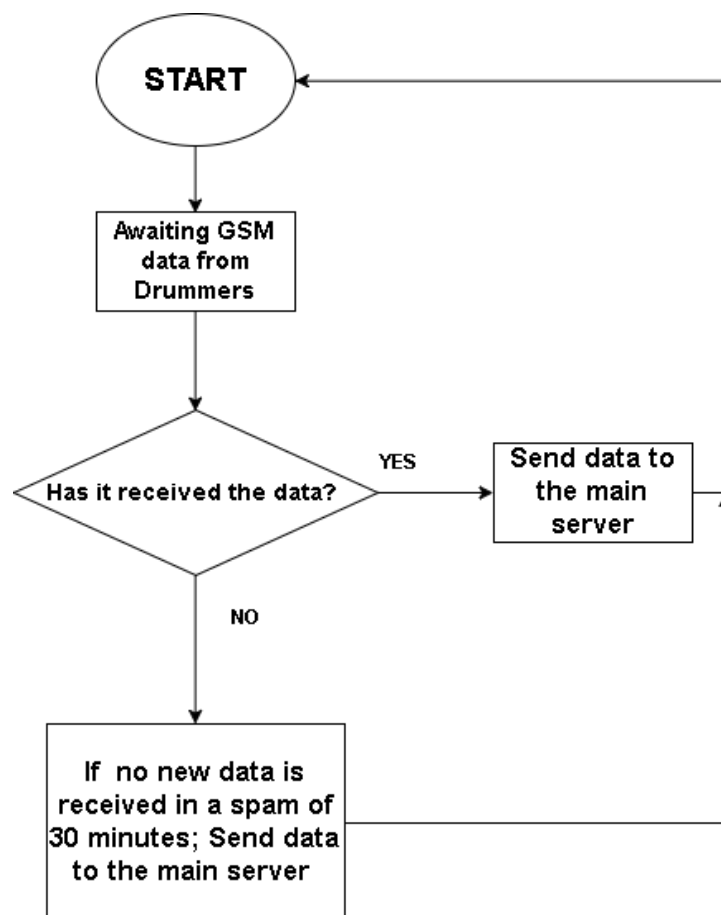 START
Awaiting GSM
data from
Drummers
Has it received the data?
YES
Send data to
the main
server
NO
If no new data is
received in a spam of
30 minutes; Send data
to the main server